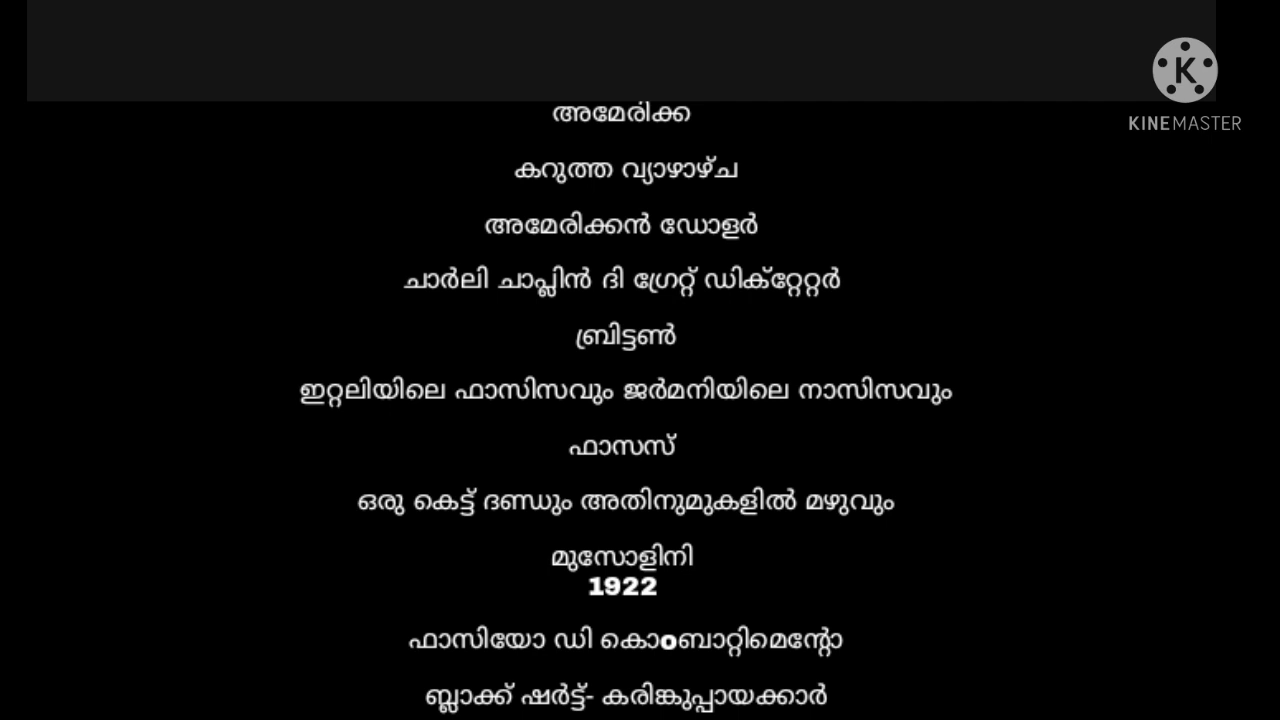 KINEMASTER
അമേരിക്ക
കറുത്ത വ്യാഴാഴ്ച
അമേരിക്കൻ ഡോളർ
ചാർലി ചാപ്ലിൻ ദി ഗ്രേറ്റ് ഡിക്റ്റേറ്റർ
ബ്രിട്ടൺ
ഇറ്റലിയിലെ ഫാസിസവും ജർമനിയിലെ നാസിസവും
ഫാസസ്
ഒരു കെട്ട് ദണ്ഡും അതിനുമുകളിൽ മഴുവും
മുസോളിനി
1922
ഫാസിയോ ഡി കൊoബാറ്റിമെന്റോ
ബ്ലാക്ക് ഷർട്ട്- കരിങ്കുപ്പായക്കാർ